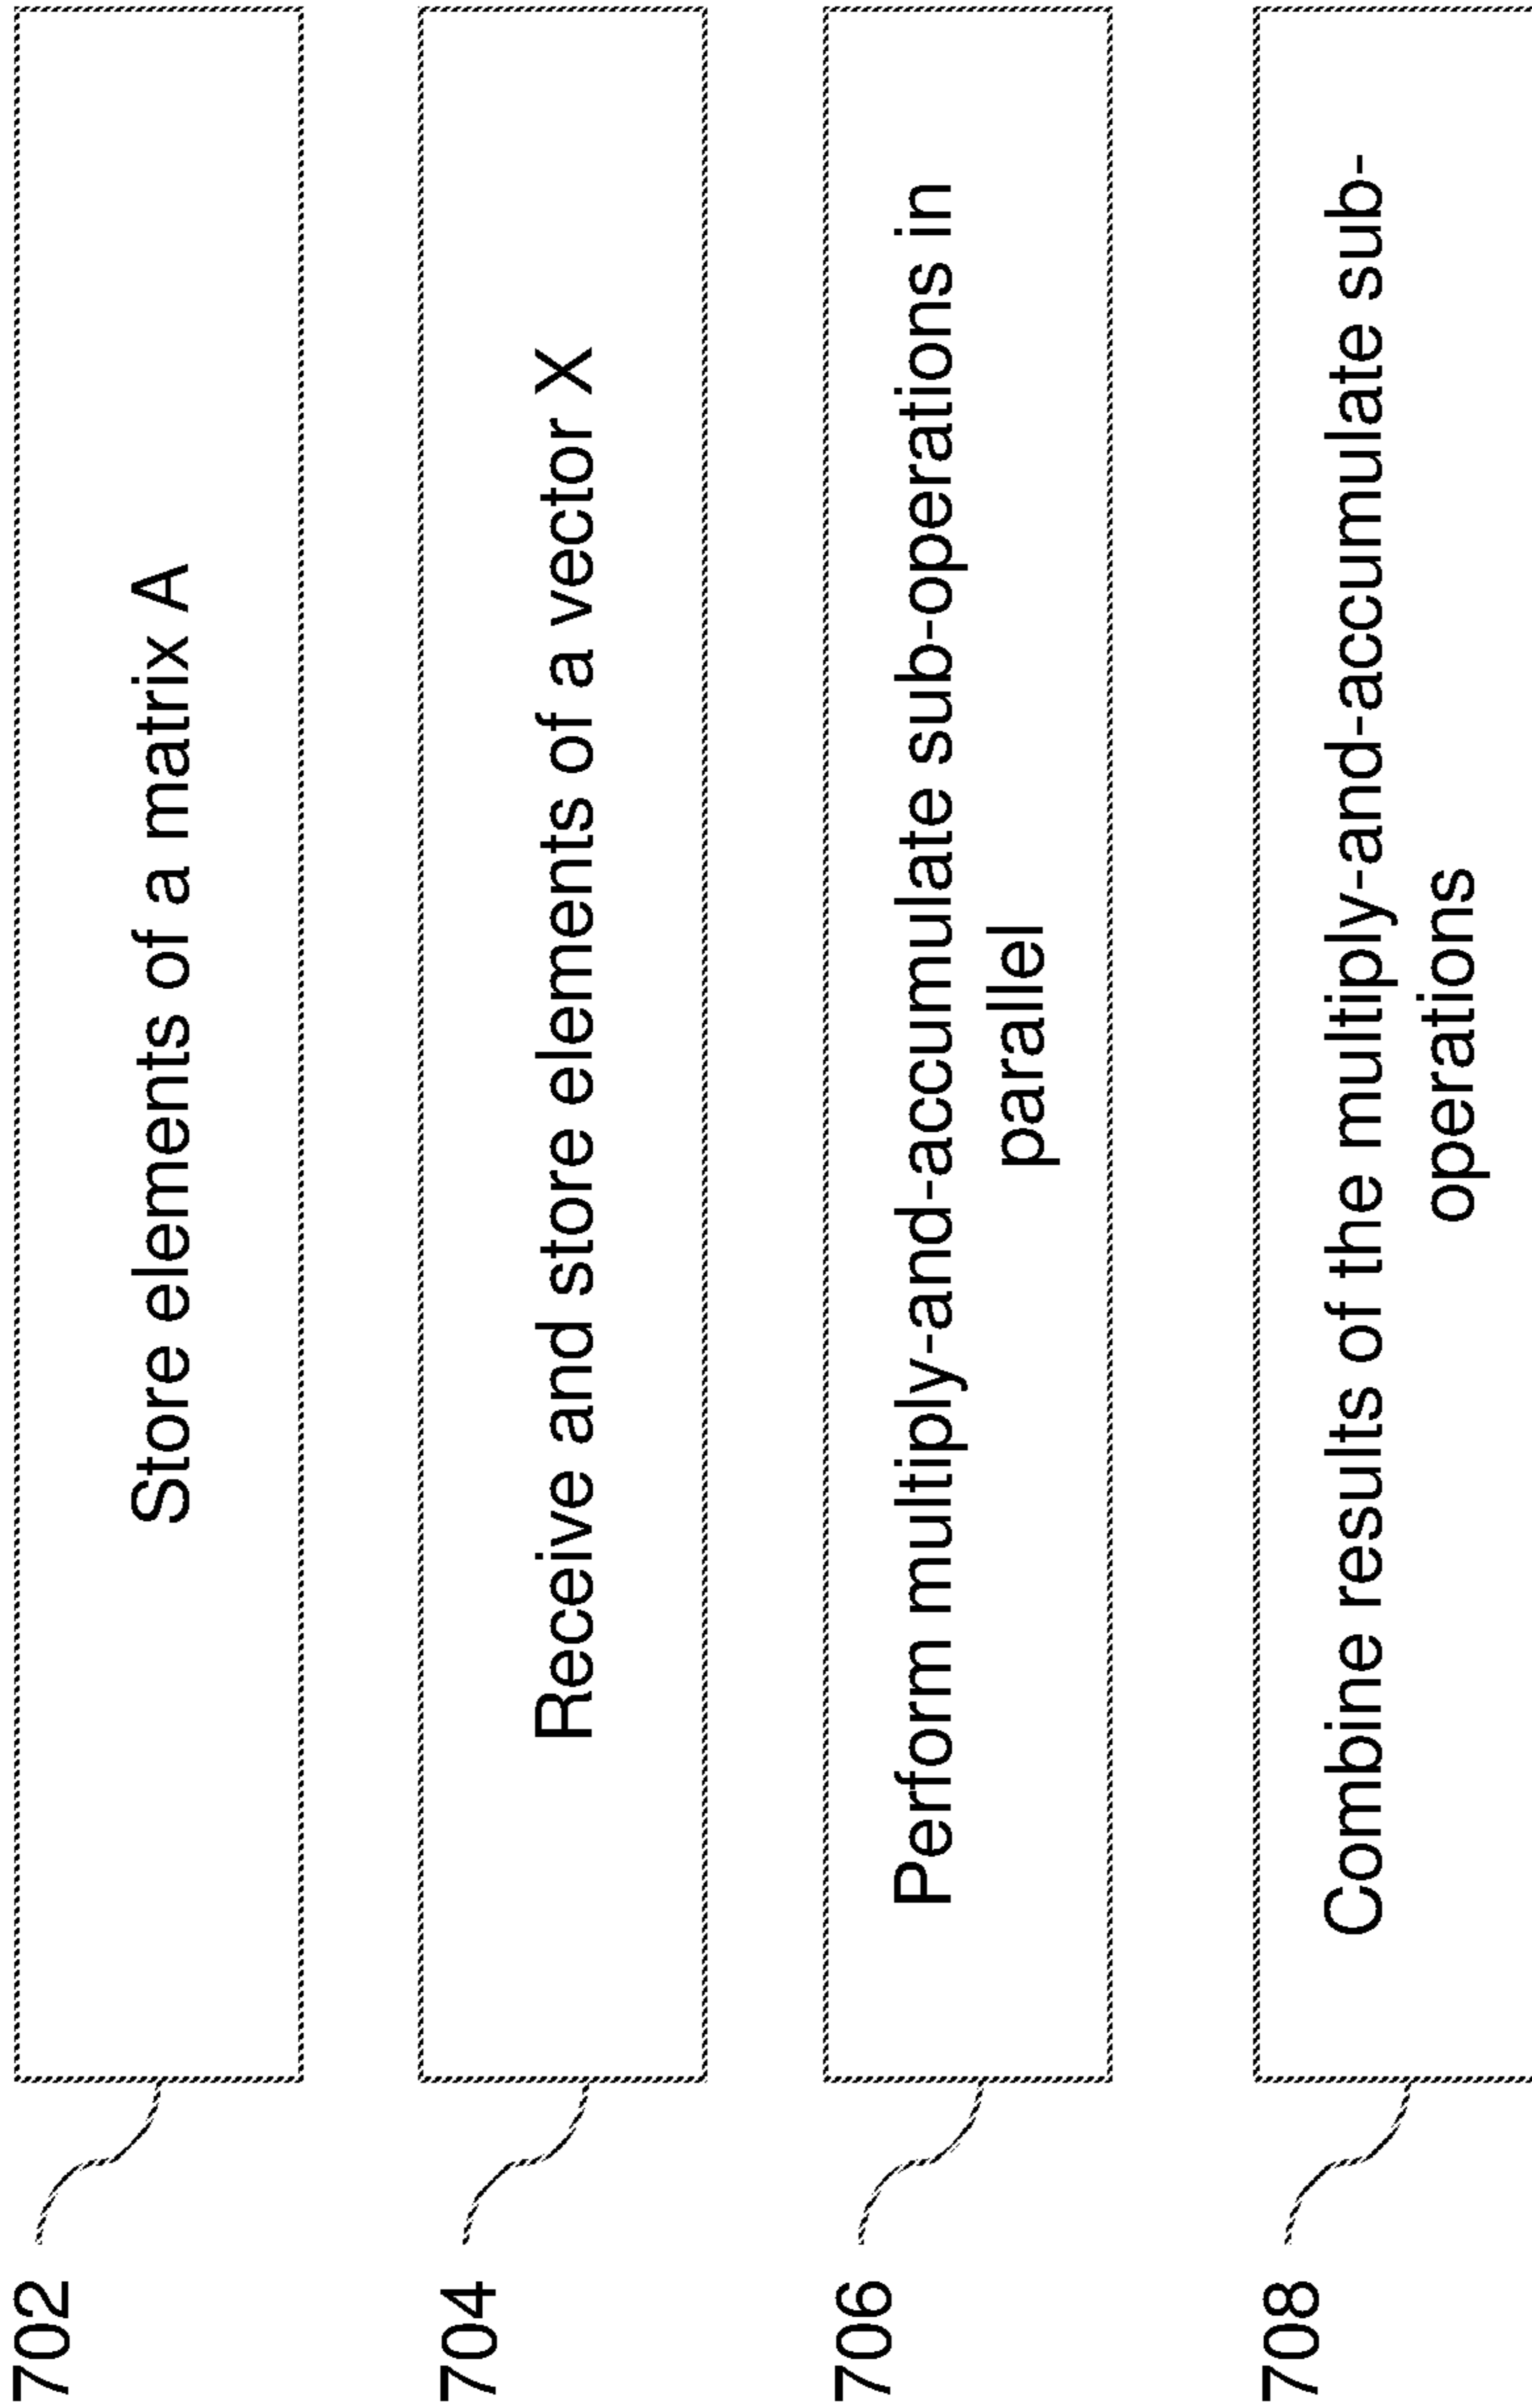 702
Store elements of a matrix A
704
Receive and store elements of a vector X
706
Perform multiply-and-accumulate sub-operations in
parallel
708
Combine results of the multiply-and-accumulate sub-
operations